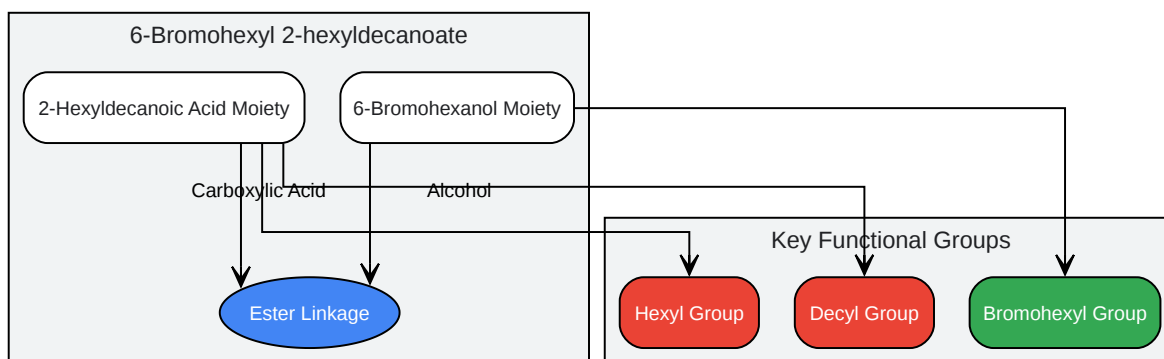 6-Bromohexyl 2-hexyldecanoate
2-Hexyldecanoic Acid Moiety
6-Bromohexanol Moiety
Carboxylic Acid
Alcohol
Ester Linkage
Key Functional Groups
Hexyl Group
Decyl Group
Bromohexyl Group